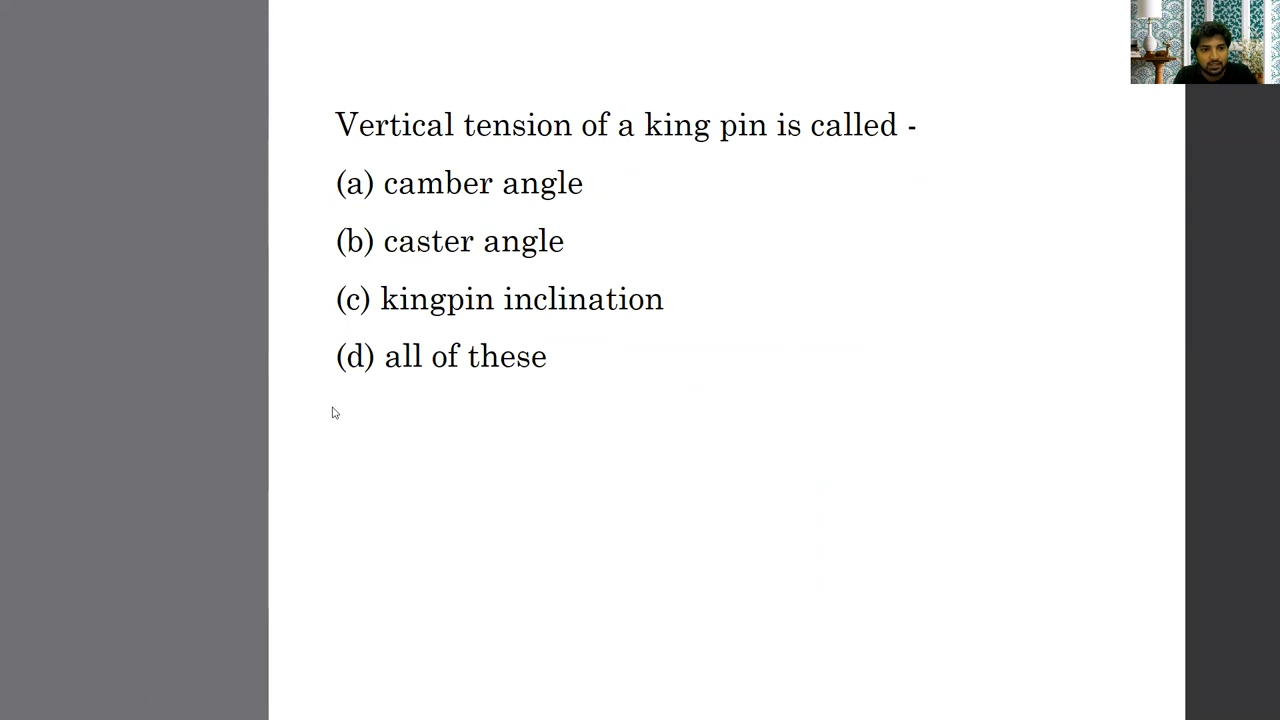 Vertical tension of a king pin is called -
(a) camber angle
(b) caster angle
(c) kingpin inclination
(d) all of these